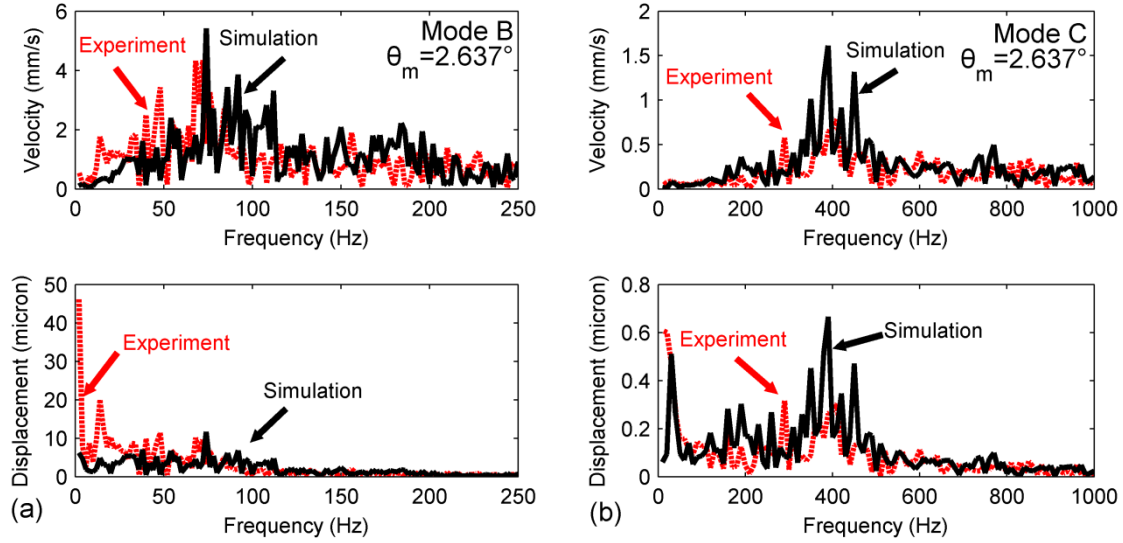 6
4
2
0
Velocity (mm/s)
Experiment
Simulation
Mode B
θm=2.637°
0 50 100 150 200 250
Frequency (Hz)
2
1.5
1
0.5
0
Velocity (mm/s)
Experiment
Simulation
Mode C
θm=2.637°
200 400 600 800 1000
Frequency (Hz)
50
40
30
20
10
0
Displacement (micron)
Experiment
Simulation
0 50 100 150 200 250
Frequency (Hz)
(a)
0.8
0.6
0.4
0.2
0
Displacement (micron)
Experiment
Simulation
0 200 400 600 800 1000
Frequency (Hz)
(b)